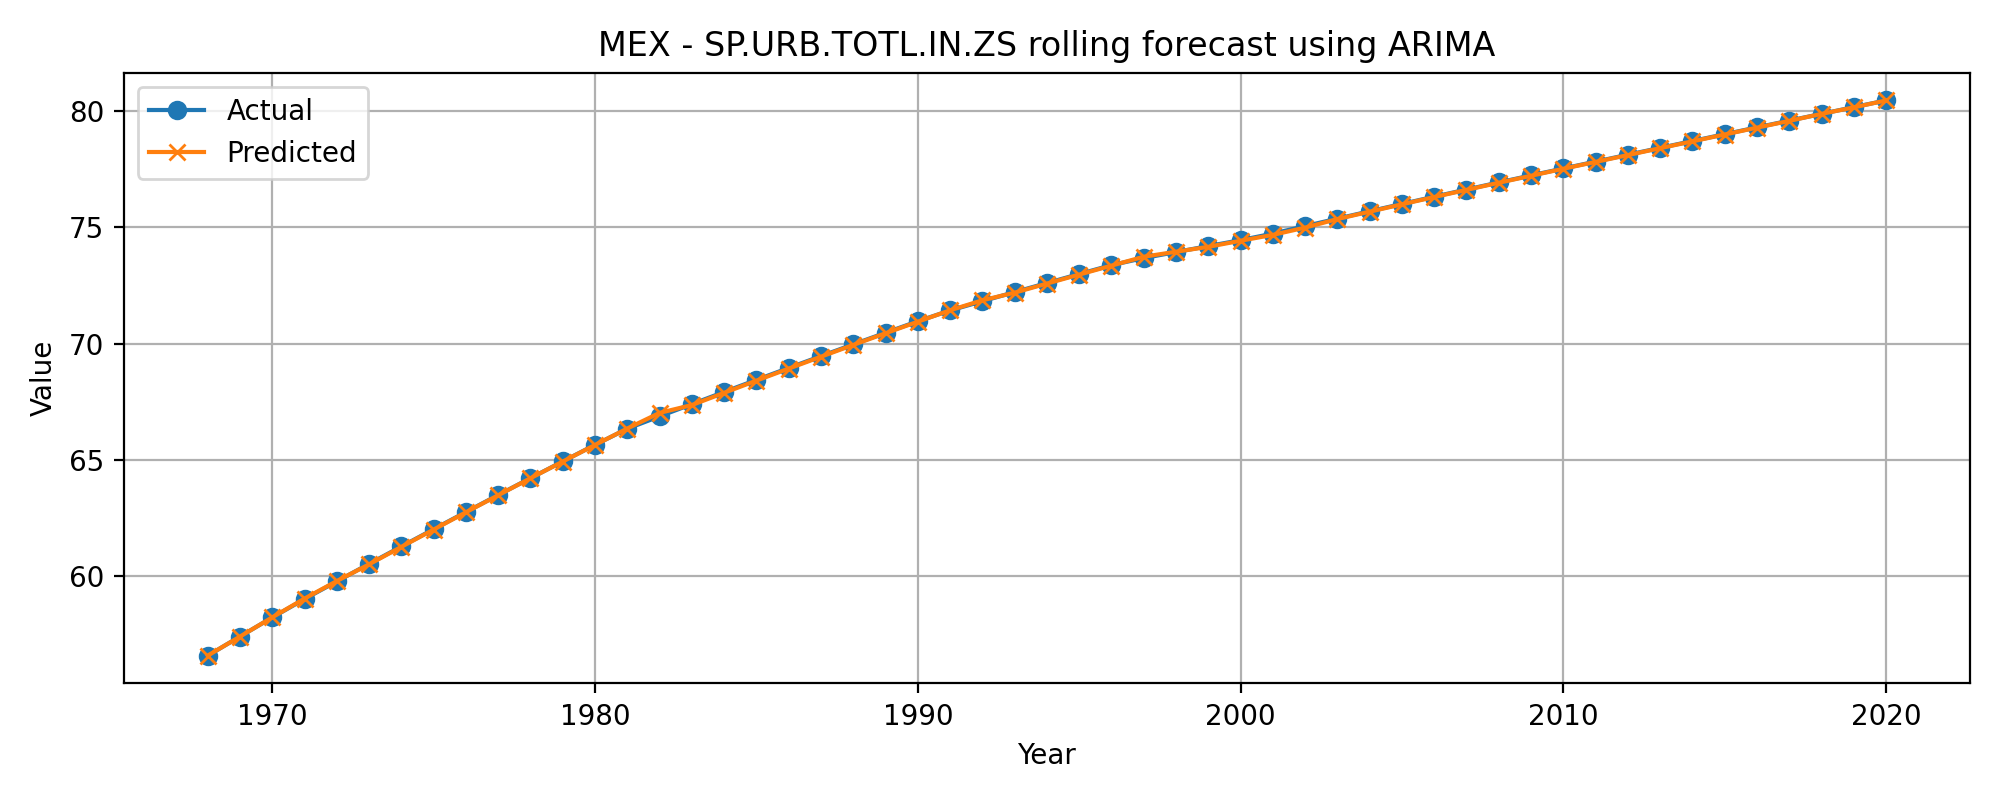 MEX - SP.URB.TOTL.IN.ZS rolling forecast using ARIMA
Actual
Predicted
80
75
70
65
60
Value
1970 1980 1990 2000 2010 2020
Year